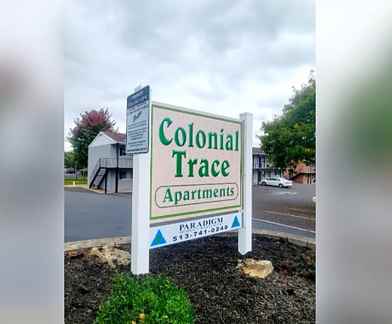 Colonial
Trace
Apartments
PARADIGM
513-741-0240